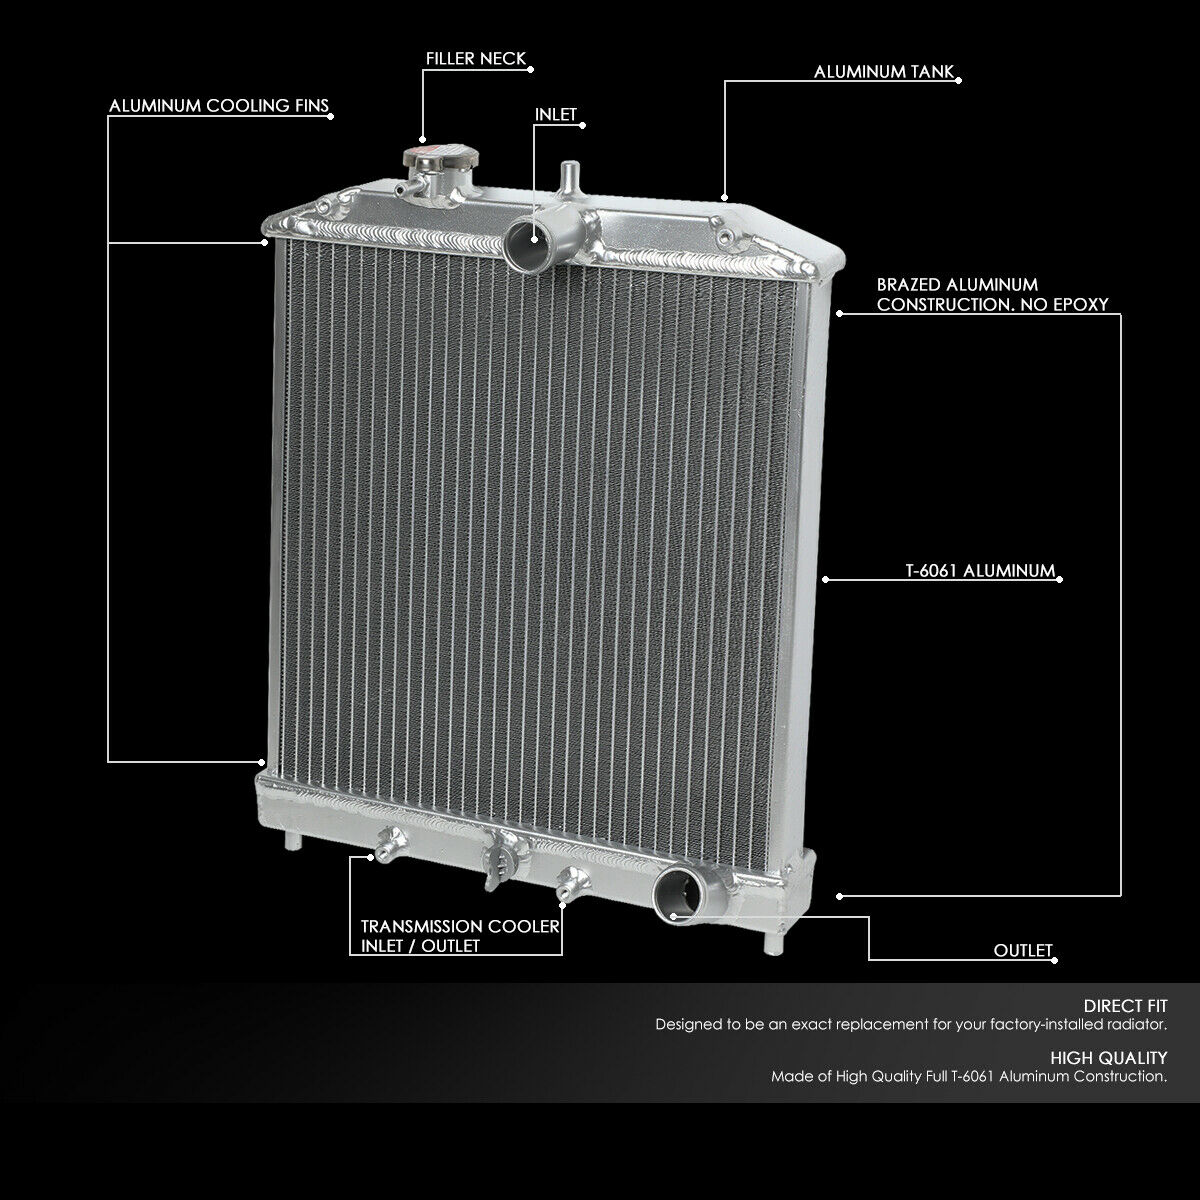 FILLER NECK
ALUMINUM TANK
ALUMINUM COOLING FINS
INLET
BRAZED ALUMINUM
CONSTRUCTION. NO EPOXY
T-6061 ALUMINUM
TRANSMISSION COOLER
INLET / OUTLET
OUTLET
DIRECT FIT
Designed to be an exact replacement for your factory-installed radiator.
HIGH QUALITY
Made of High Quality Full T-6061 Aluminum Construction.